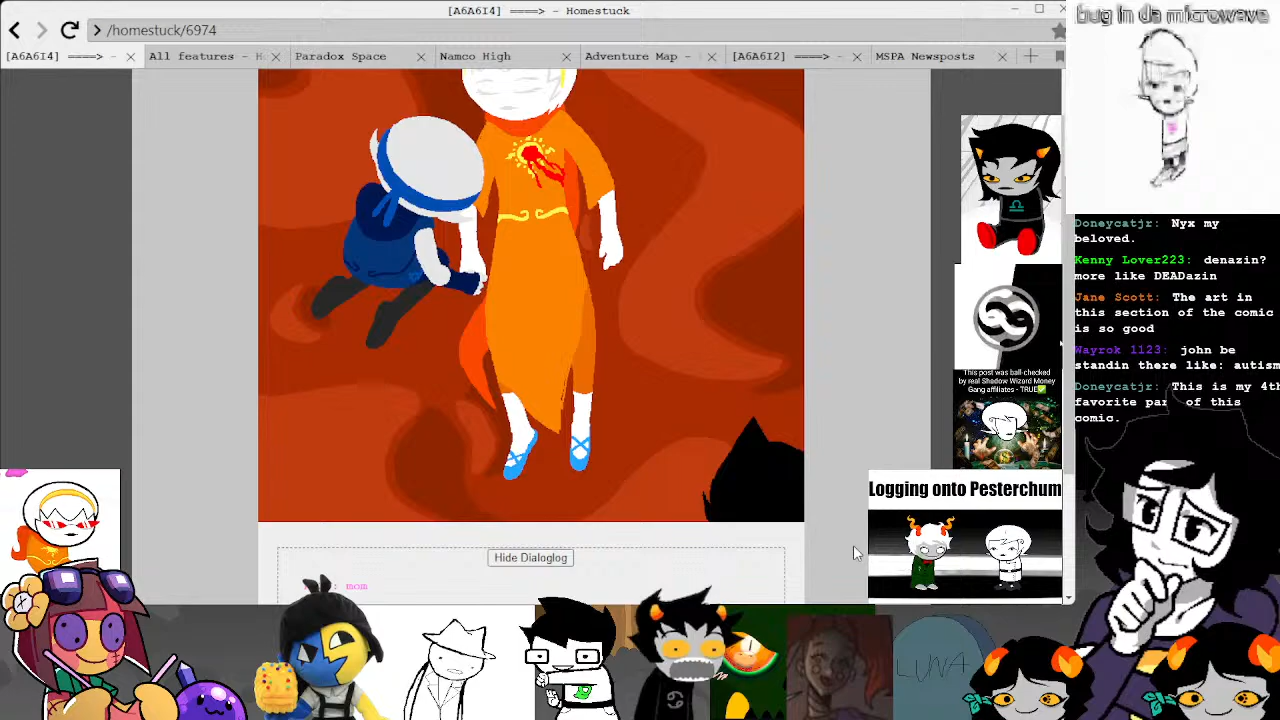 [A6A6I4] ====> - Homestuck
bug in da microwave
/homestuck/6974
[A6A6I4] ====> -
All features - H
Paradox Space
Namco High
Adventure Map -
[A6A6I2] ====> -
MSPA Newsposts
Doneycatjr: Nyx my
beloved.
Kenny Lover223: denazin?
more like DEADazin
Jane Scott: The art in
this section of the comic
is so good
Wayrok 1123: john be
standin there like: autism
Doneycatjr: This is my 4th
favorite par of this
comic.
This post was ball-checked
by real Shadow Wizard Money
Gang affiliates - TRUE✅
Logging onto Pesterchum
Hide Dialoglog
: mom
LUNA